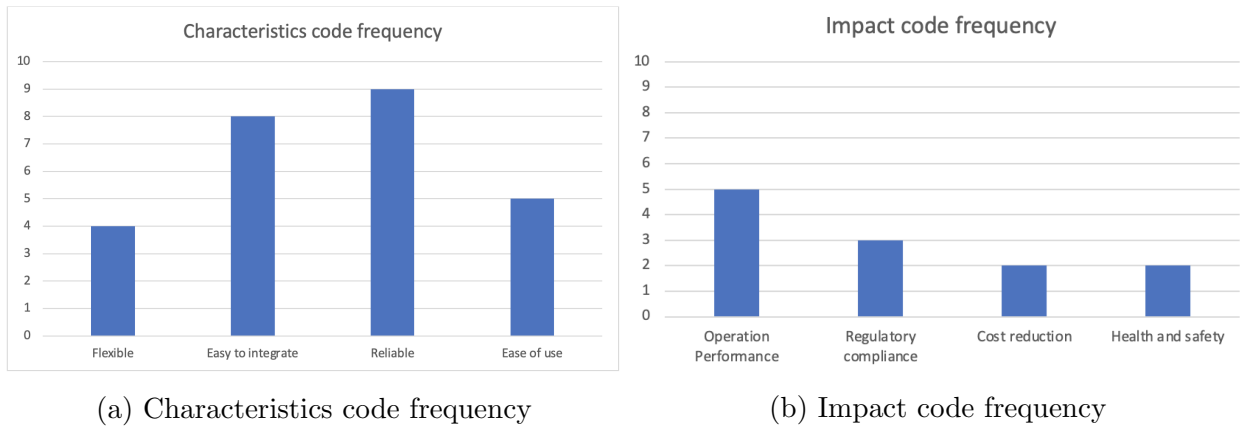 Characteristics code frequency
10
9
8
7
6
5
4
3
2
1
0
Flexible
Easy to integrate
Reliable
Ease of use
(a) Characteristics code frequency
Impact code frequency
10
9
8
7
6
5
4
3
2
1
0
Operation
Performance
Regulatory
compliance
Cost reduction
Health and safety
(b) Impact code frequency